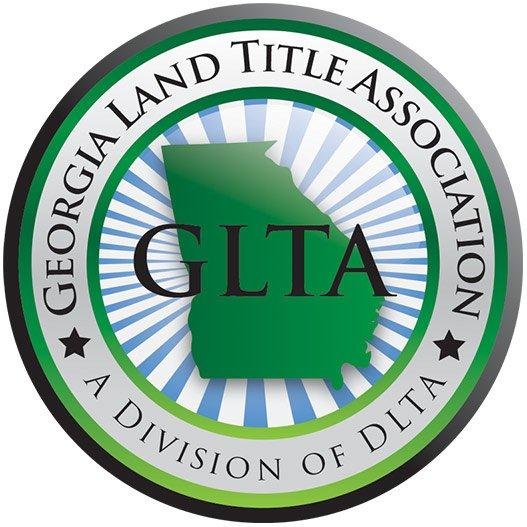 GEORGIA LAND TITLE ASSOCIATION
GLTA
★ A DIVISION OF DLTA ★